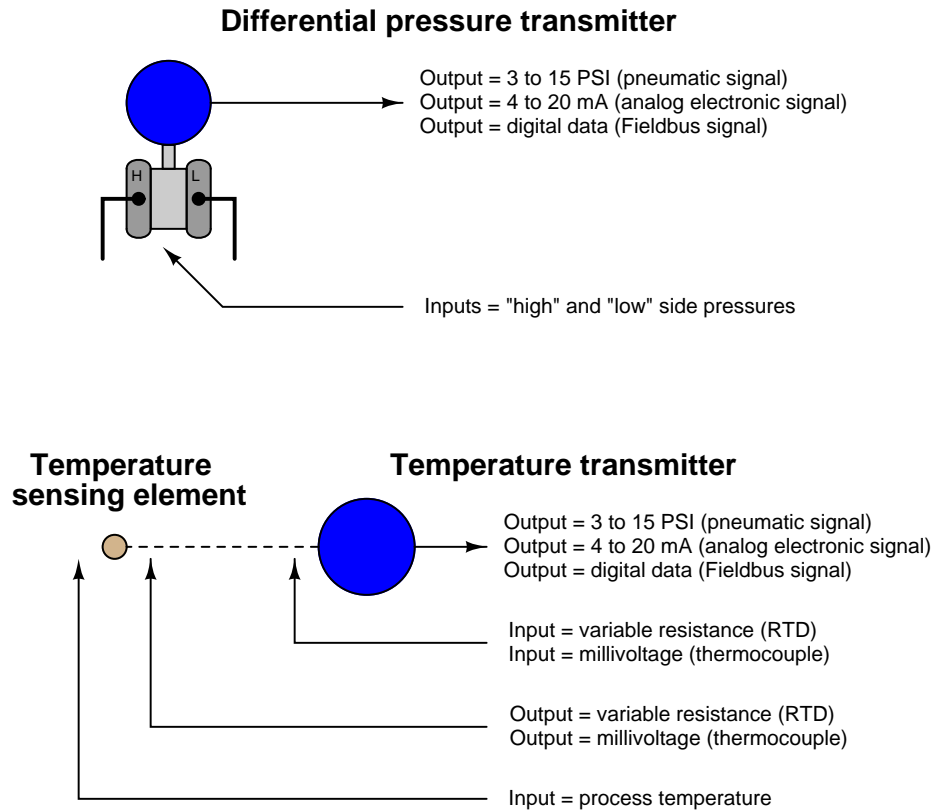 Differential pressure transmitter
Output = 3 to 15 PSI (pneumatic signal)
Output = 4 to 20 mA (analog electronic signal)
Output = digital data (Fieldbus signal)
H
L
Inputs = "high" and "low" side pressures
Temperature
sensing element
Temperature transmitter
Output = 3 to 15 PSI (pneumatic signal)
Output = 4 to 20 mA (analog electronic signal)
Output = digital data (Fieldbus signal)
Input = variable resistance (RTD)
Input = millivoltage (thermocouple)
Output = variable resistance (RTD)
Output = millivoltage (thermocouple)
Input = process temperature